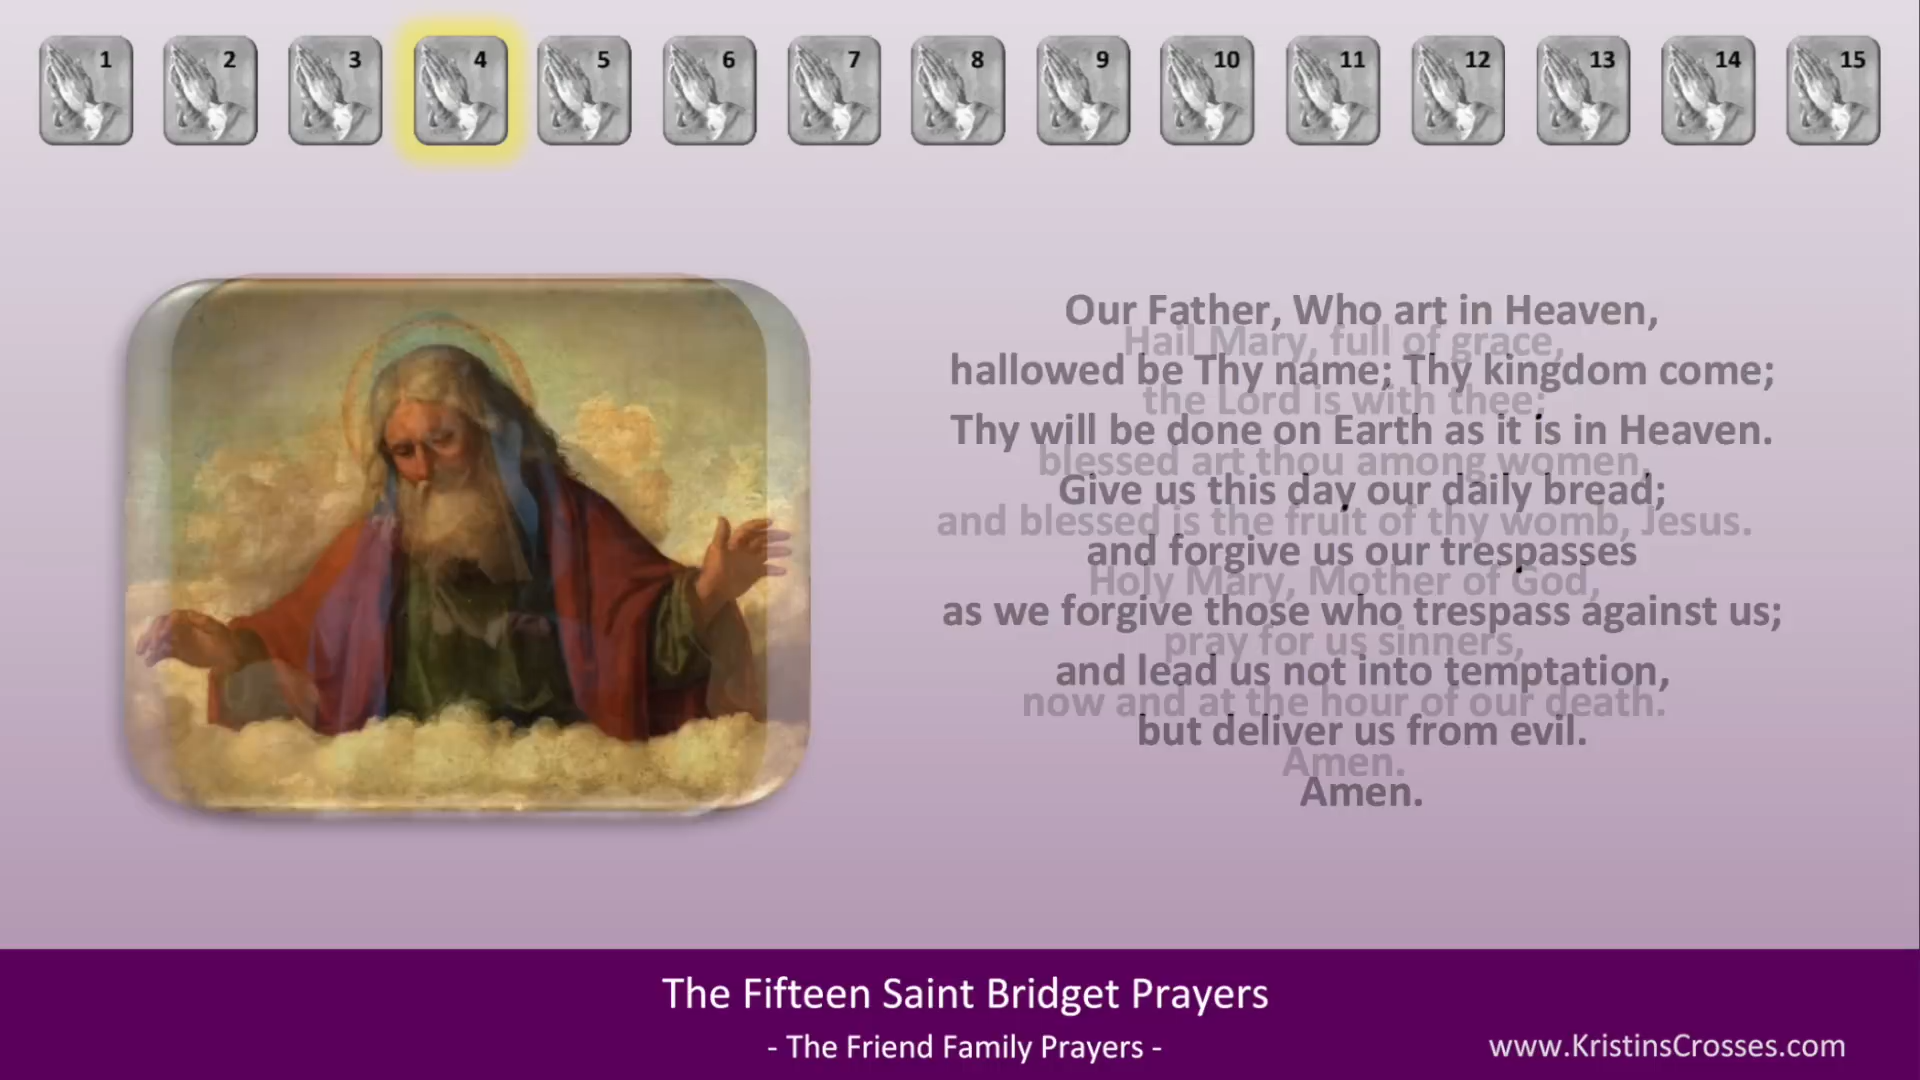 1 2 3 4 5 6 7 8 9 10 11 12 13 14 15
Our Father, Who art in Heaven,
hallowed be Thy name; Thy kingdom come;
Thy will be done on Earth as it is in Heaven.
Give us this day our daily bread;
and forgive us our trespasses
as we forgive those who trespass against us;
and lead us not into temptation,
but deliver us from evil.
Amen.
Hail Mary, full of grace,
the Lord is with thee;
blessed art thou among women,
and blessed is the fruit of thy womb, Jesus.
Holy Mary, Mother of God,
pray for us sinners,
now and at the hour of our death.
Amen.
The Fifteen Saint Bridget Prayers
- The Friend Family Prayers -
www.KristinsCrosses.com